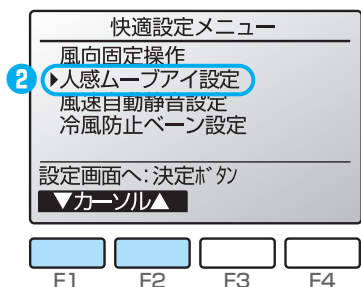 快適設定メニュー
風向固定操作
2 ▶人感ムーブアイ設定
風速自動静音設定
冷風防止ベーン設定
設定画面へ:決定ボタン
▼カーソル▲
F1 F2 F3 F4